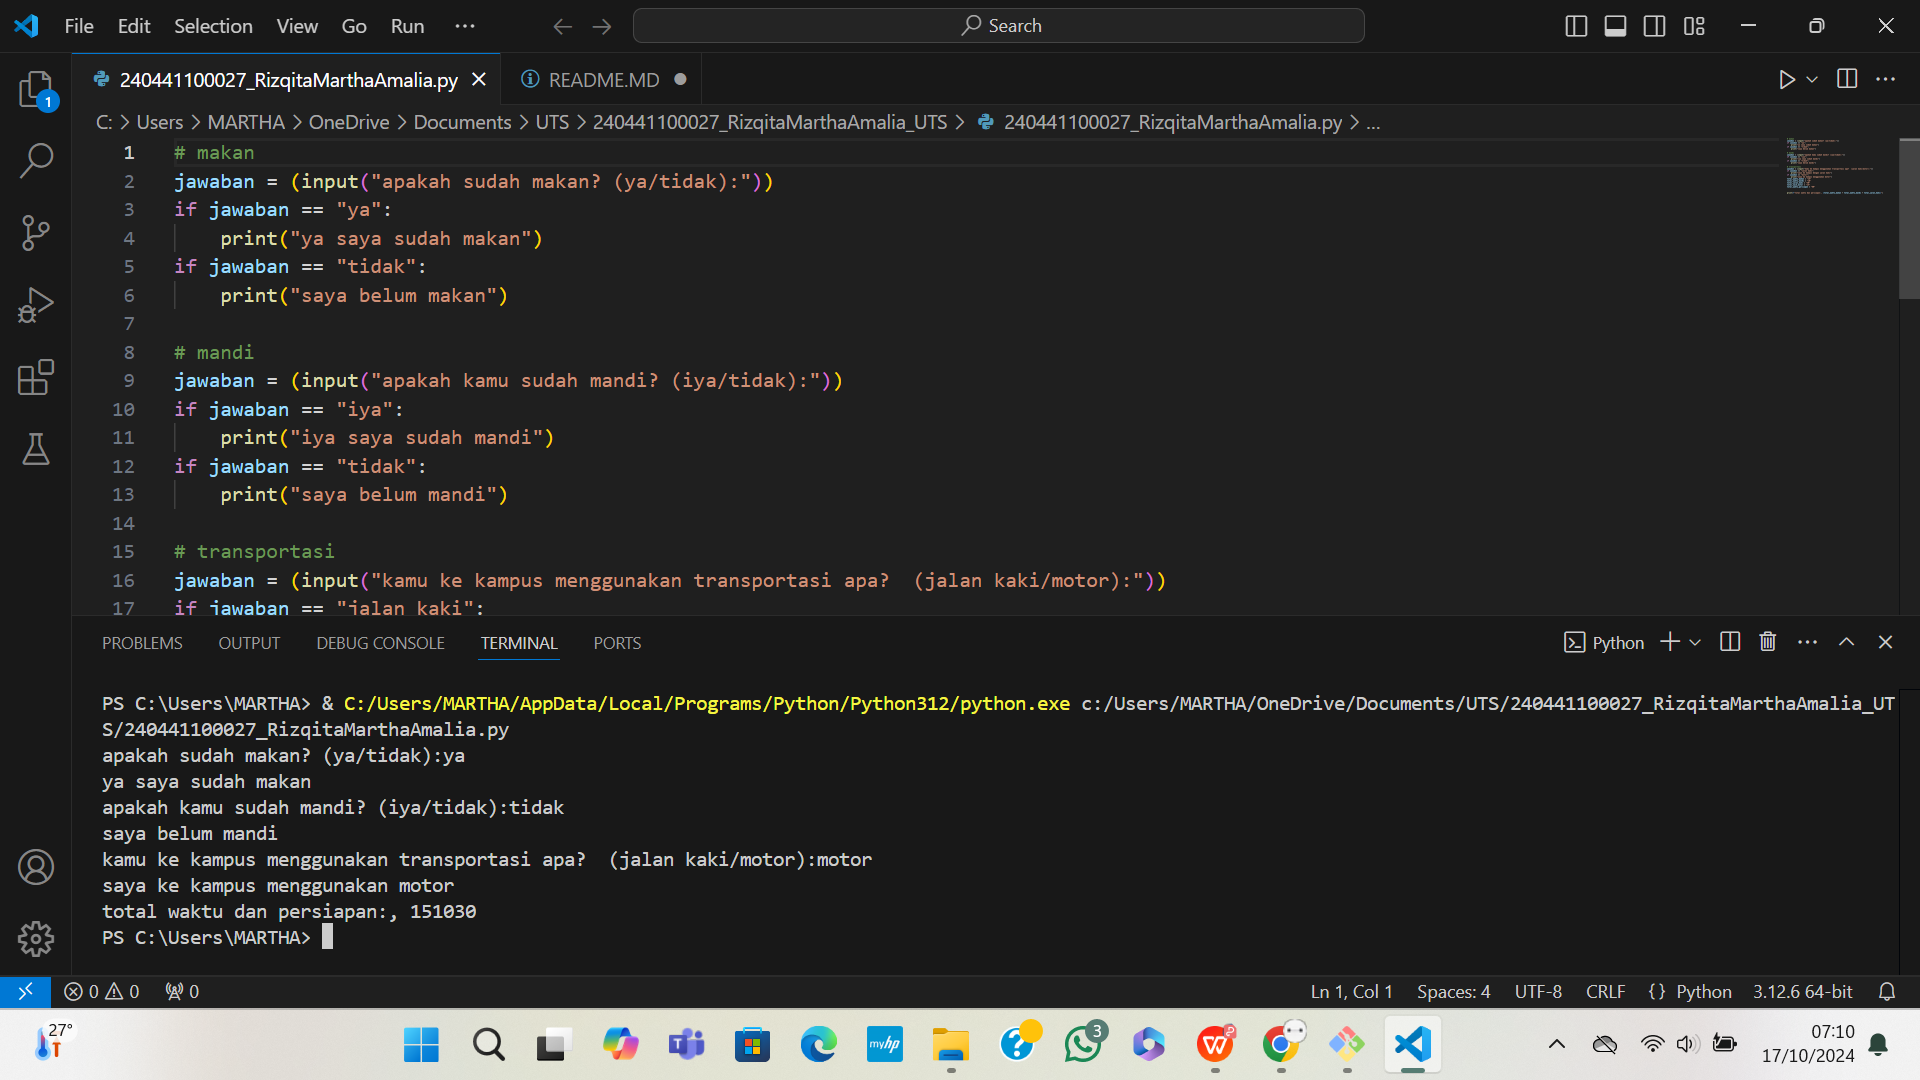 File Edit Selection View Go Run ··· Search
240441100027_RizqitaMarthaAmalia.py README.MD
1
C: > Users > MARTHA > OneDrive > Documents > UTS > 240441100027_RizqitaMarthaAmalia_UTS > 240441100027_RizqitaMarthaAmalia.py > ...
1 # makan
2 jawaban = (input("apakah sudah makan? (ya/tidak):"))
3 if jawaban == "ya":
4 print("ya saya sudah makan")
5 if jawaban == "tidak":
6 print("saya belum makan")
7
8 # mandi
9 jawaban = (input("apakah kamu sudah mandi? (iya/tidak):"))
10 if jawaban == "iya":
11 print("iya saya sudah mandi")
12 if jawaban == "tidak":
13 print("saya belum mandi")
14
15 # transportasi
16 jawaban = (input("kamu ke kampus menggunakan transportasi apa?  (jalan kaki/motor):"))
17 if jawaban == "jalan kaki":
PROBLEMS OUTPUT DEBUG CONSOLE TERMINAL PORTS Python
PS C:\Users\MARTHA> & C:/Users/MARTHA/AppData/Local/Programs/Python/Python312/python.exe c:/Users/MARTHA/OneDrive/Documents/UTS/240441100027_RizqitaMarthaAmalia_UT
S/240441100027_RizqitaMarthaAmalia.py
apakah sudah makan? (ya/tidak):ya
ya saya sudah makan
apakah kamu sudah mandi? (iya/tidak):tidak
saya belum mandi
kamu ke kampus menggunakan transportasi apa?  (jalan kaki/motor):motor
saya ke kampus menggunakan motor
total waktu dan persiapan:, 151030
PS C:\Users\MARTHA>
0 0 0 Ln 1, Col 1 Spaces: 4 UTF-8 CRLF {} Python 3.12.6 64-bit
27° myhp 3 07:10
17/10/2024